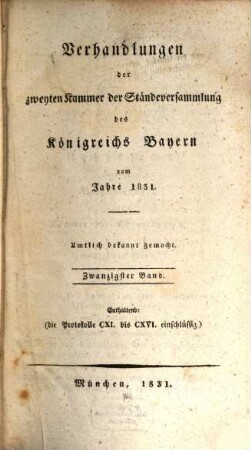 Verhandlungen
der
zweyten Kammer der Ständeversammlung
des
Königreichs Bayern
vom
Jahre 1831.
Amtlich bekannt gemacht.
Zwanzigster Band.
Enthaltend:
(die Protokolle CXI. bis CXVI. einschlüssig.)
München, 1831.